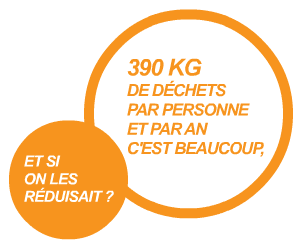 390 KG
DE DÉCHETS
PAR PERSONNE
ET PAR AN
C'EST BEAUCOUP,
ET SI
ON LES
RÉDUISAIT ?